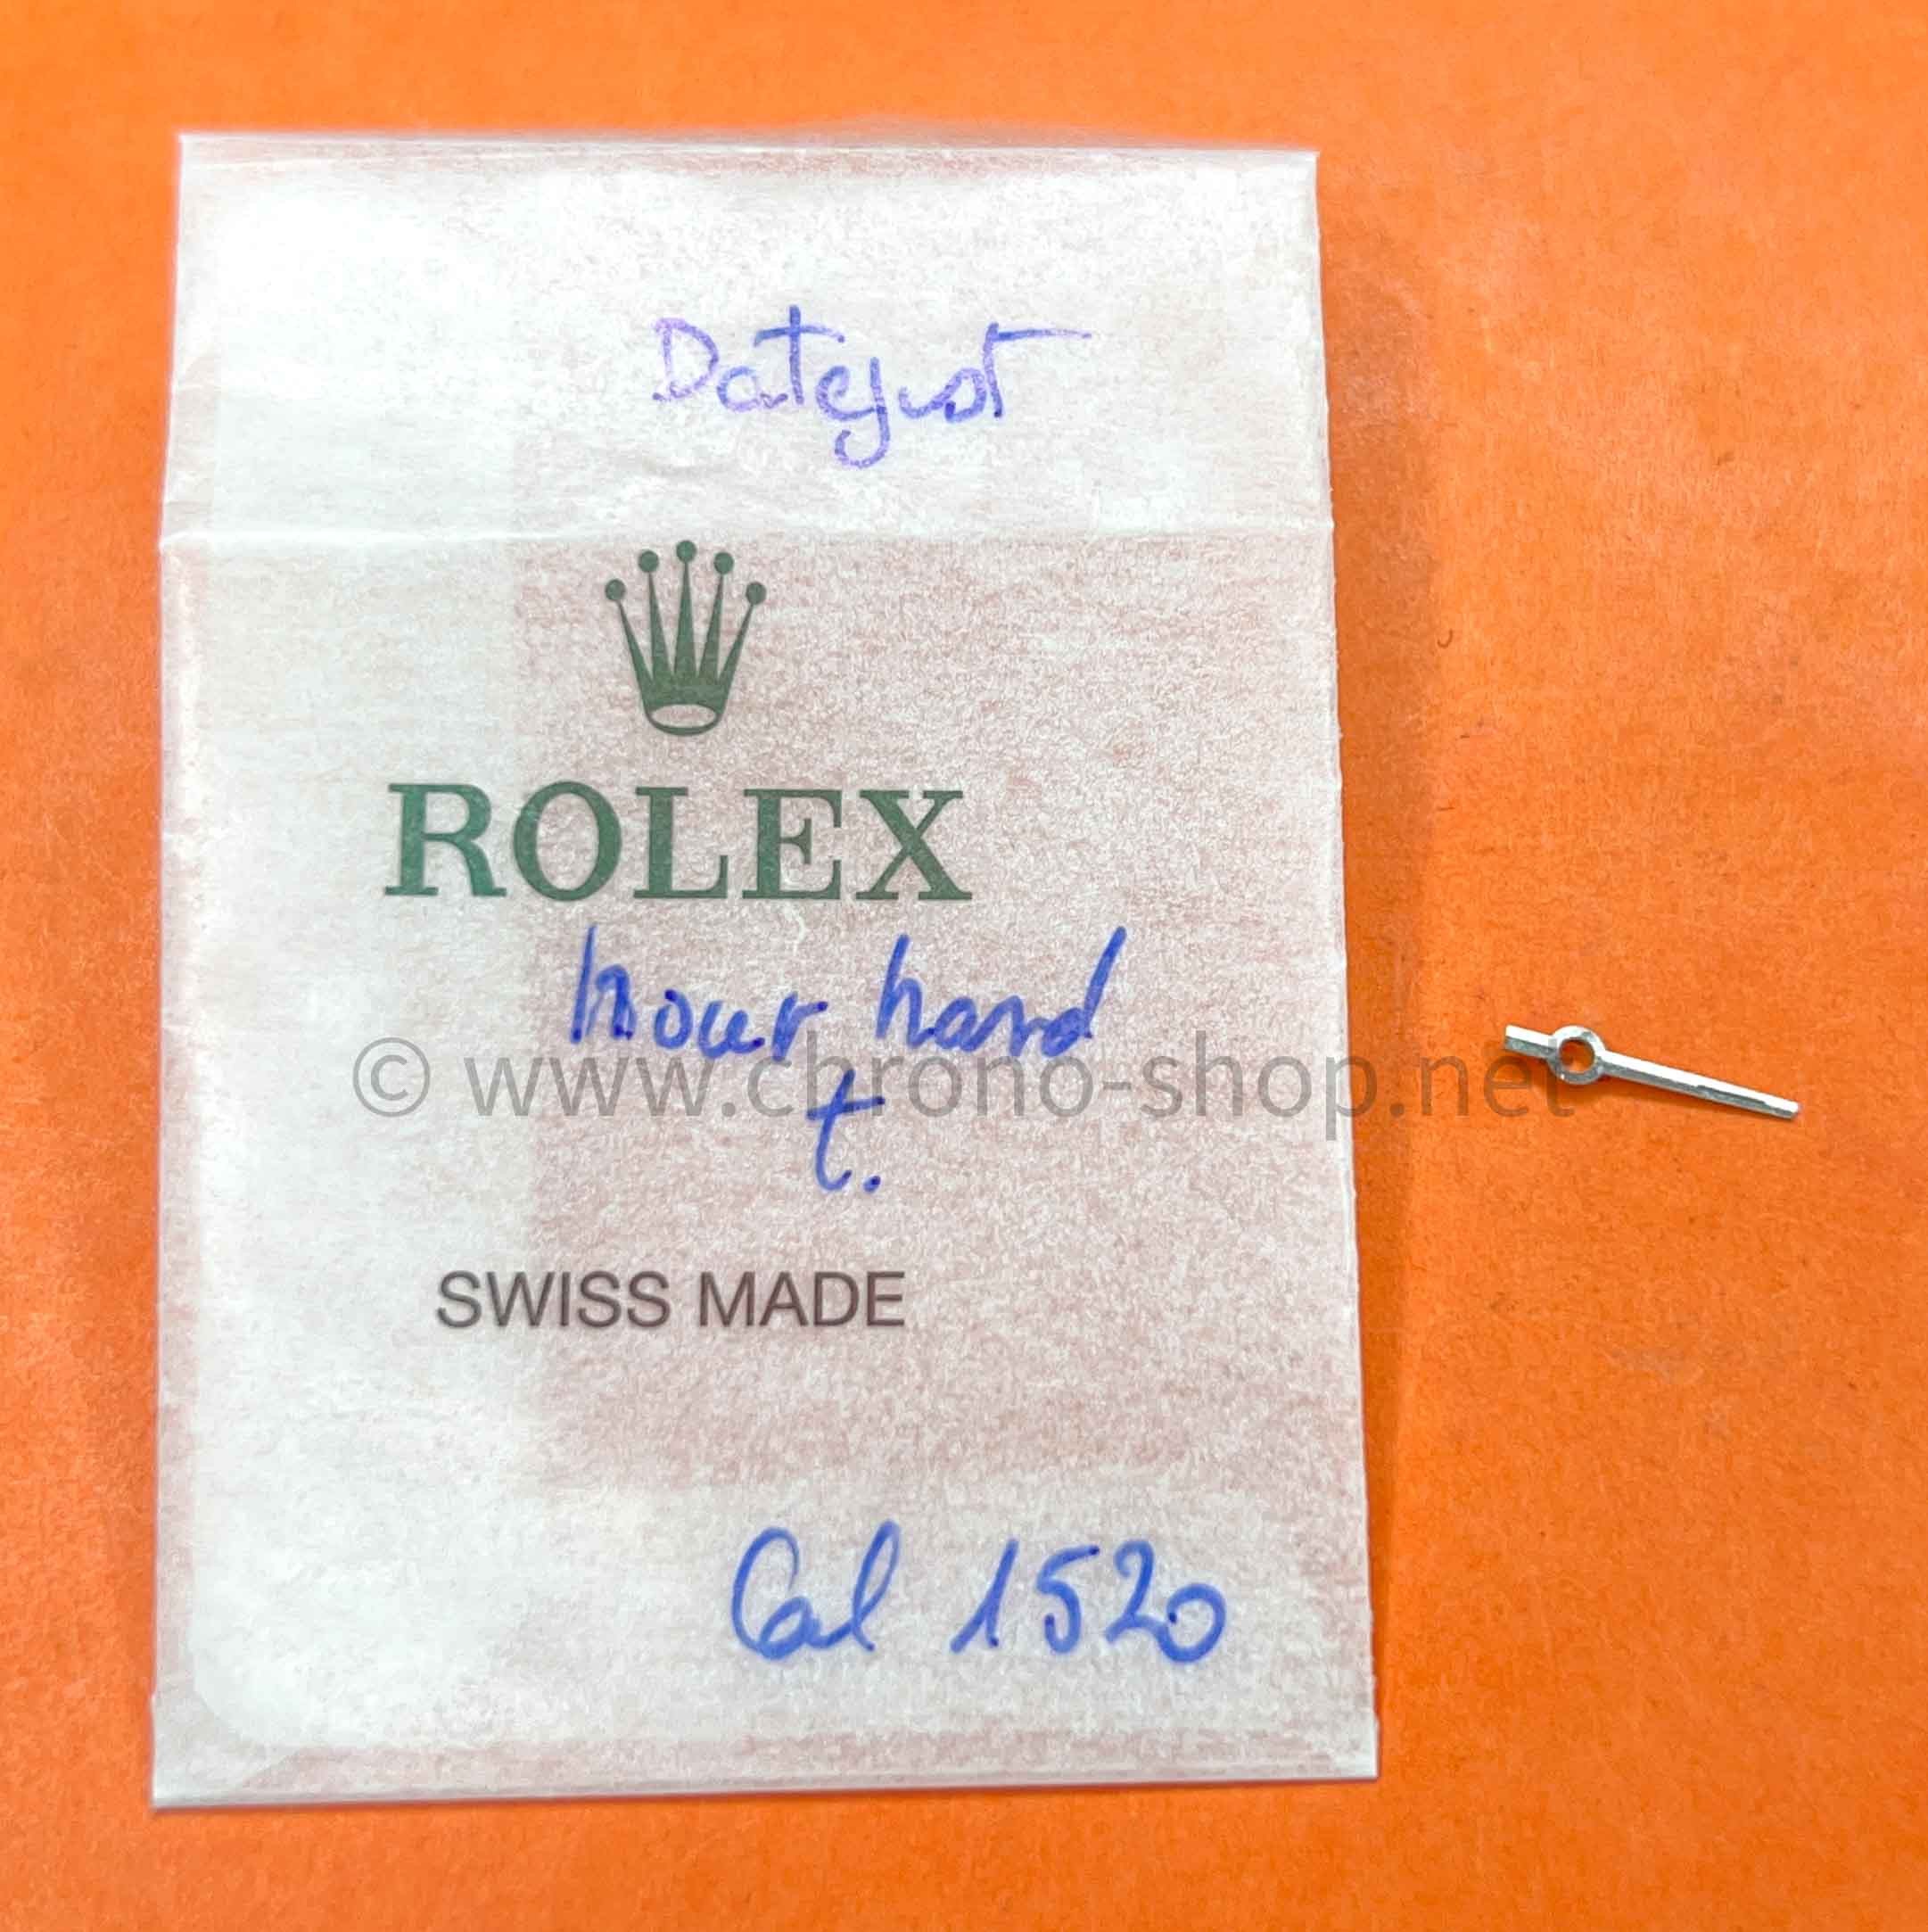 Datejust
ROLEX
hour hand
© www.chrono-shop.net
t.
SWISS MADE
Cal 1520